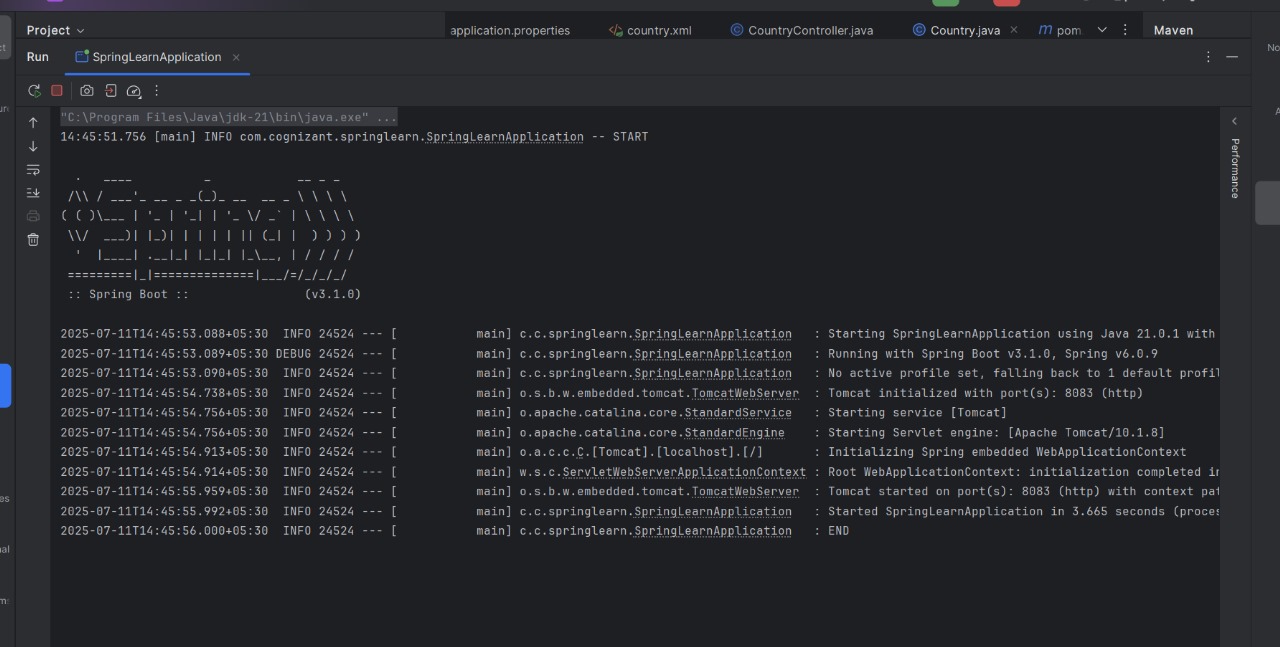 Project
application.properties country.xml CountryController.java Country.java pom Maven
Run SpringLearnApplication
"C:\Program Files\Java\jdk-21\bin\java.exe" ...
14:45:51.756 [main] INFO com.cognizant.springlearn.SpringLearnApplication -- START
  .   ____          _            __ _ _
 /\\ / ___'_ __ _ _(_)_ __  __ _ \ \ \ \
( ( )\___ | '_ | '_| | '_ \/ _` | \ \ \ \
 \\/  ___)| |_)| | | | | || (_| |  ) ) ) )
  '  |____| .__|_| |_|_| |_\__, | / / / /
 =========|_|==============|___/=/_/_/_/
 :: Spring Boot ::                (v3.1.0)
2025-07-11T14:45:53.088+05:30  INFO 24524 --- [           main] c.c.springlearn.SpringLearnApplication   : Starting SpringLearnApplication using Java 21.0.1 with
2025-07-11T14:45:53.089+05:30 DEBUG 24524 --- [           main] c.c.springlearn.SpringLearnApplication   : Running with Spring Boot v3.1.0, Spring v6.0.9
2025-07-11T14:45:53.090+05:30  INFO 24524 --- [           main] c.c.springlearn.SpringLearnApplication   : No active profile set, falling back to 1 default profil
2025-07-11T14:45:54.738+05:30  INFO 24524 --- [           main] o.s.b.w.embedded.tomcat.TomcatWebServer  : Tomcat initialized with port(s): 8083 (http)
2025-07-11T14:45:54.756+05:30  INFO 24524 --- [           main] o.apache.catalina.core.StandardService   : Starting service [Tomcat]
2025-07-11T14:45:54.756+05:30  INFO 24524 --- [           main] o.apache.catalina.core.StandardEngine    : Starting Servlet engine: [Apache Tomcat/10.1.8]
2025-07-11T14:45:54.913+05:30  INFO 24524 --- [           main] o.a.c.c.C.[Tomcat].[localhost].[/]       : Initializing Spring embedded WebApplicationContext
2025-07-11T14:45:54.914+05:30  INFO 24524 --- [           main] w.s.c.ServletWebServerApplicationContext : Root WebApplicationContext: initialization completed in
2025-07-11T14:45:55.959+05:30  INFO 24524 --- [           main] o.s.b.w.embedded.tomcat.TomcatWebServer  : Tomcat started on port(s): 8083 (http) with context pat
2025-07-11T14:45:55.992+05:30  INFO 24524 --- [           main] c.c.springlearn.SpringLearnApplication   : Started SpringLearnApplication in 3.665 seconds (proces
2025-07-11T14:45:56.000+05:30  INFO 24524 --- [           main] c.c.springlearn.SpringLearnApplication   : END
Performance